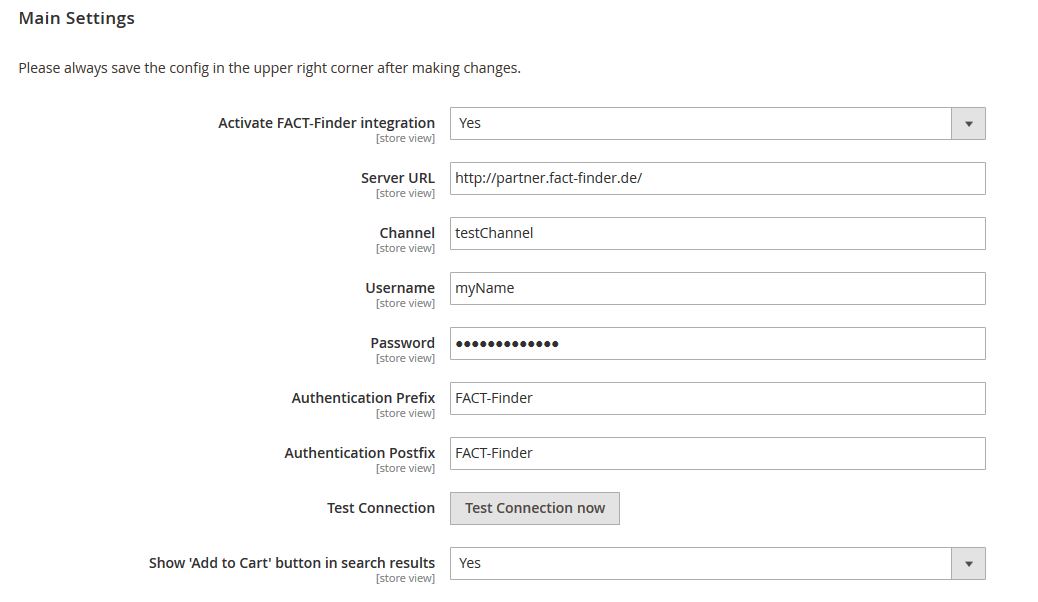 Main Settings
Please always save the config in the upper right corner after making changes.
Activate FACT-Finder integration Yes
[store view]
Server URL http://partner.fact-finder.de/
[store view]
Channel testChannel
[store view]
Username myName
[store view]
Password •••••••••••••
[store view]
Authentication Prefix FACT-Finder
[store view]
Authentication Postfix FACT-Finder
[store view]
Test Connection Test Connection now
Show 'Add to Cart' button in search results Yes
[store view]